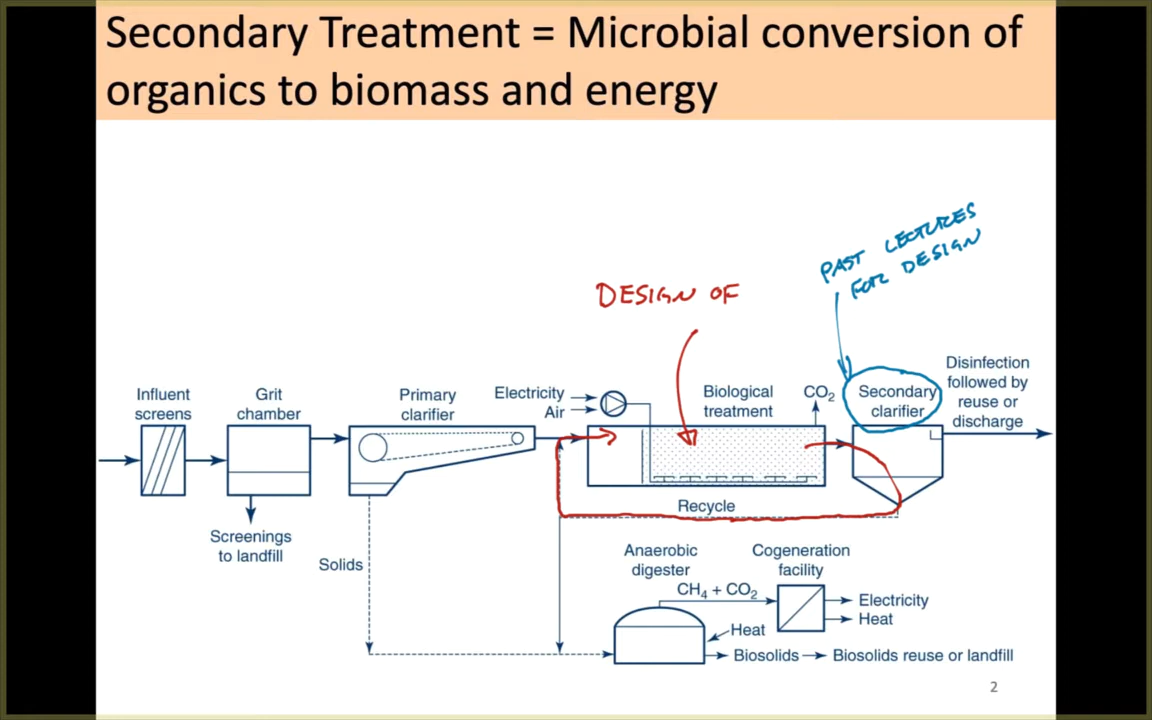 Secondary Treatment = Microbial conversion of
organics to biomass and energy
PAST LECTURES
FOR DESIGN
DESIGN OF
Influent
screens
Grit
chamber
Primary
clarifier
Electricity
Air
Biological
treatment
CO2
Secondary
clarifier
Disinfection
followed by
reuse or
discharge
Recycle
Screenings
to landfill
Solids
Anaerobic
digester
Cogeneration
facility
CH4 + CO2
Electricity
Heat
Heat
Biosolids
Biosolids reuse or landfill
2